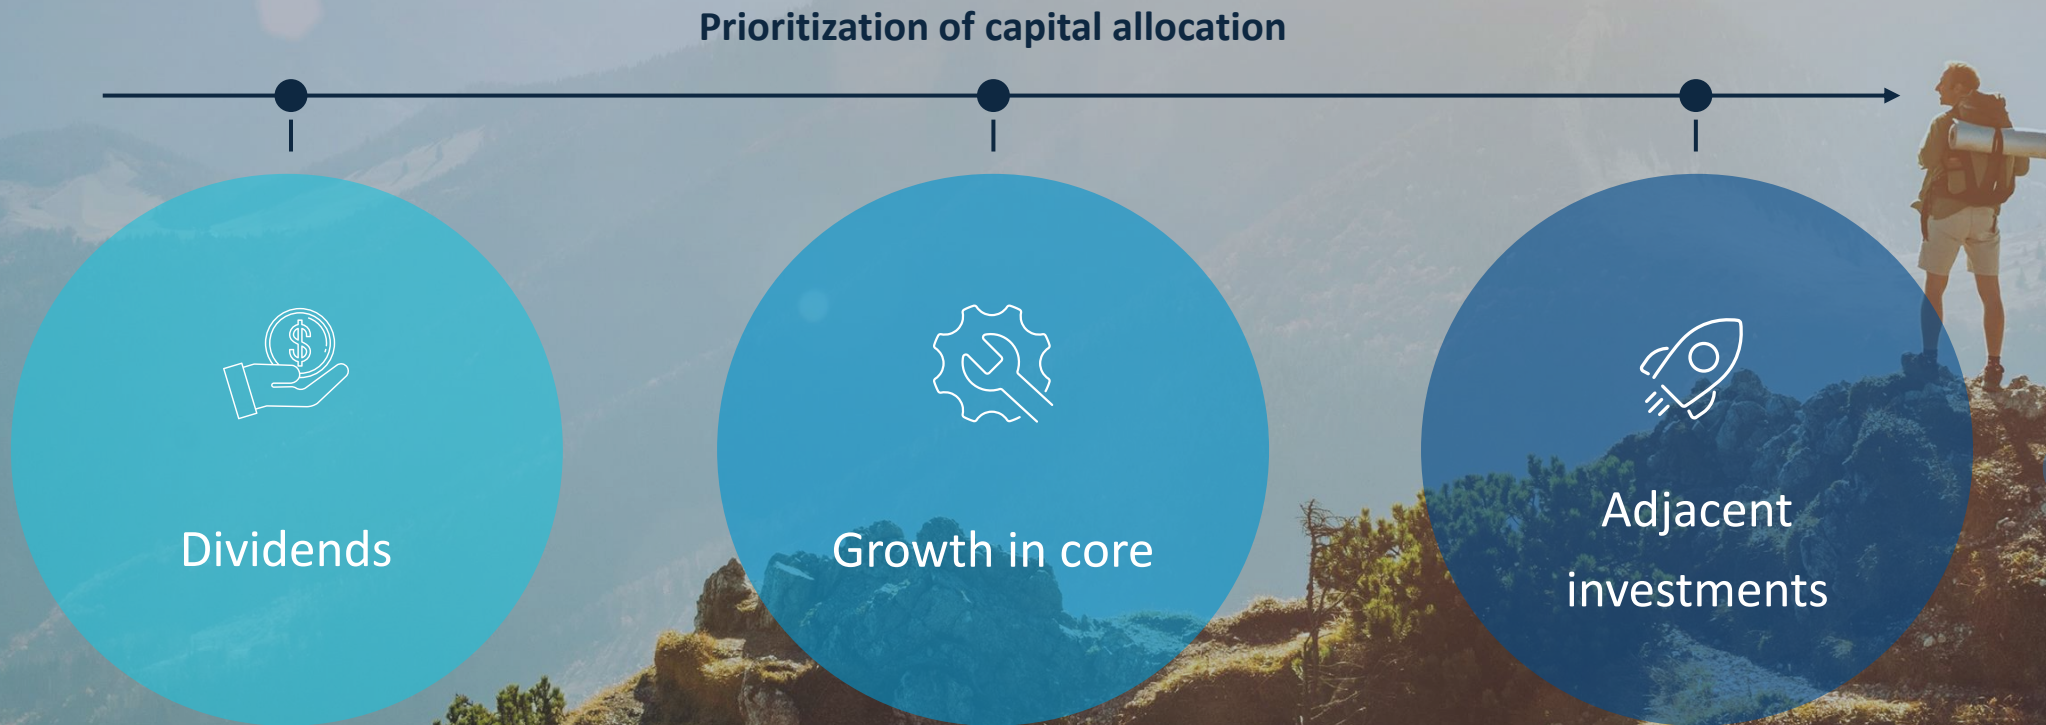 Prioritization of capital allocation
Dividends
Growth in core
Adjacent
investments